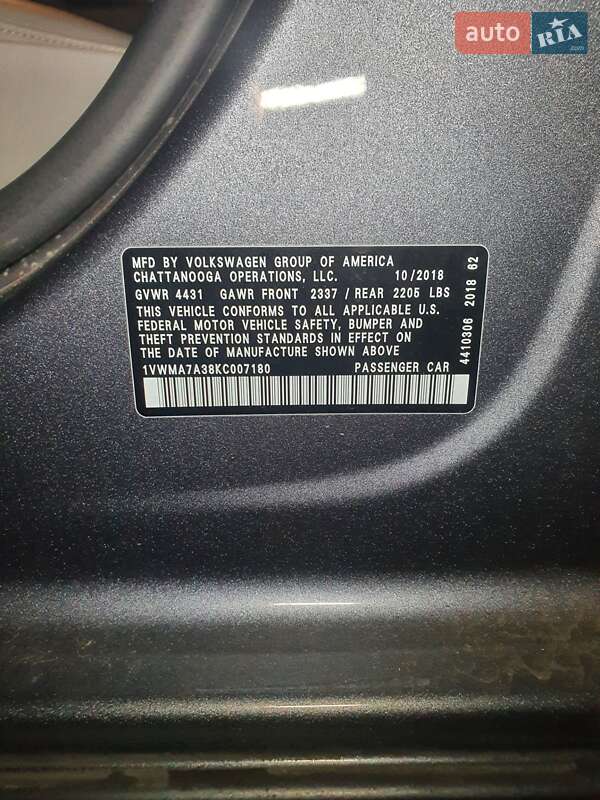 auto RIA.com
MFD BY VOLKSWAGEN GROUP OF AMERICA
CHATTANOOGA OPERATIONS, LLC. 10/2018
GVWR 4431 GAWR FRONT 2337 / REAR 2205 LBS
THIS VEHICLE CONFORMS TO ALL APPLICABLE U.S.
FEDERAL MOTOR VEHICLE SAFETY, BUMPER AND
THEFT PREVENTION STANDARDS IN EFFECT ON
THE DATE OF MANUFACTURE SHOWN ABOVE
1VWMA7A38KC007180 PASSENGER CAR
4410306 2018 62